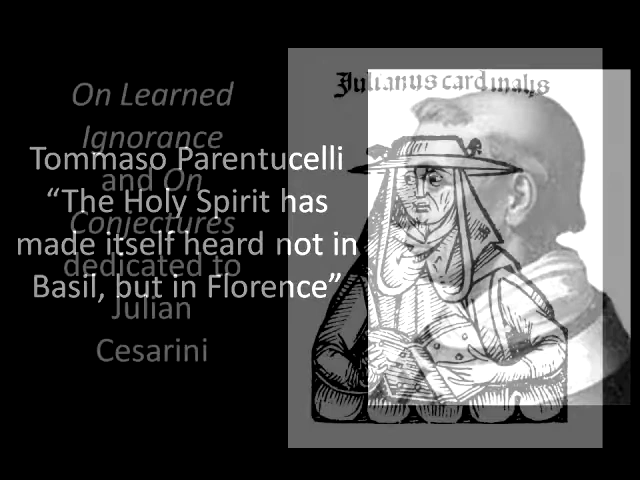 Julianus cardinalis
On Learned
Ignorance
and On
Conjectures
dedicated to
Julian
Cesarini
Tommaso Parentucelli
“The Holy Spirit has
made itself heard not in
Basil, but in Florence”